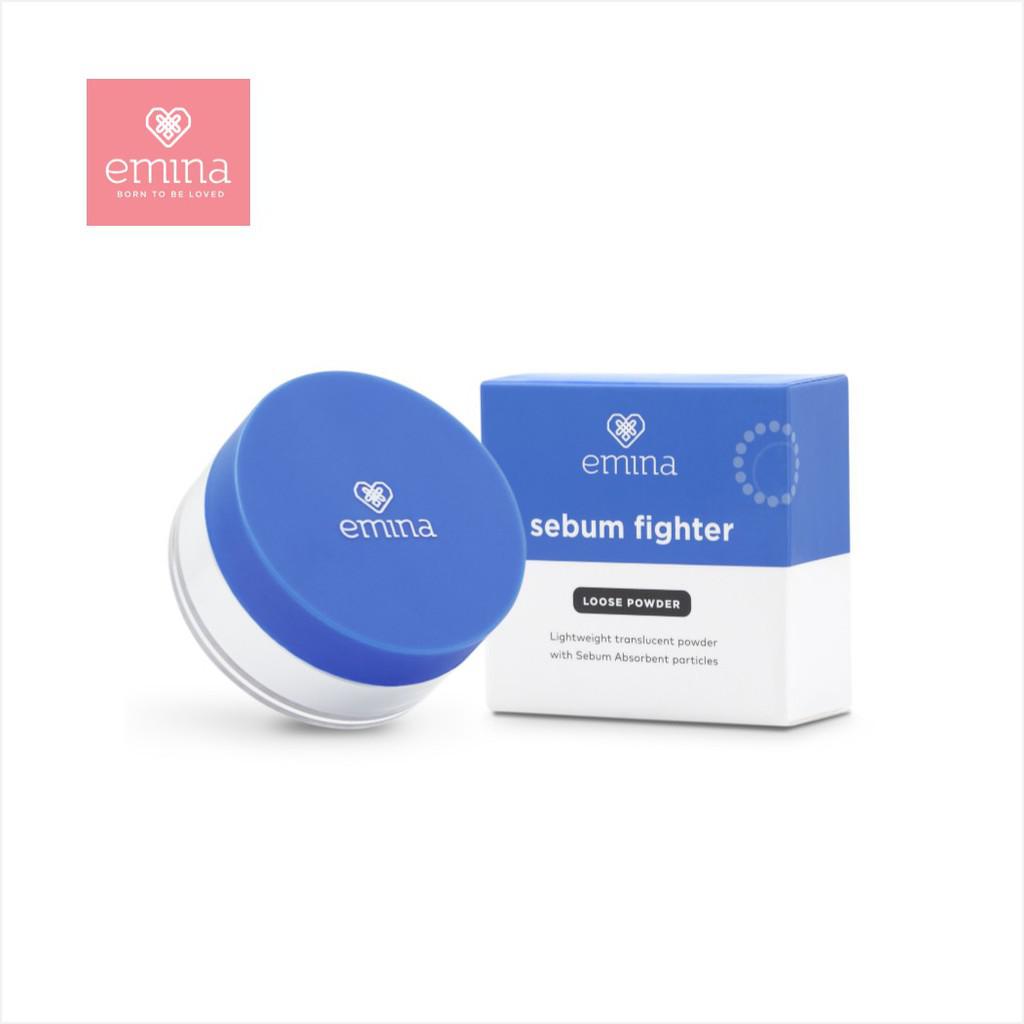 emina
BORN TO BE LOVED
emina
emina
sebum fighter
LOOSE POWDER
Lightweight translucent powder
with Sebum Absorbent particles